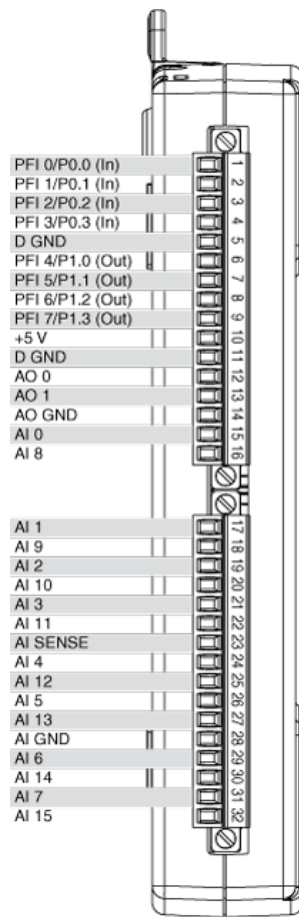 PFI 0/P0.0 (In) 1
PFI 1/P0.1 (In) 2
PFI 2/P0.2 (In) 3
PFI 3/P0.3 (In) 4
D GND 5
PFI 4/P1.0 (Out) 6
PFI 5/P1.1 (Out) 7
PFI 6/P1.2 (Out) 8
PFI 7/P1.3 (Out) 9
+5 V 10
D GND 11
AO 0 12
AO 1 13
AO GND 14
AI 0 15
AI 8 16
AI 1 17
AI 9 18
AI 2 19
AI 10 20
AI 3 21
AI 11 22
AI SENSE 23
AI 4 24
AI 12 25
AI 5 26
AI 13 27
AI GND 28
AI 6 29
AI 14 30
AI 7 31
AI 15 32